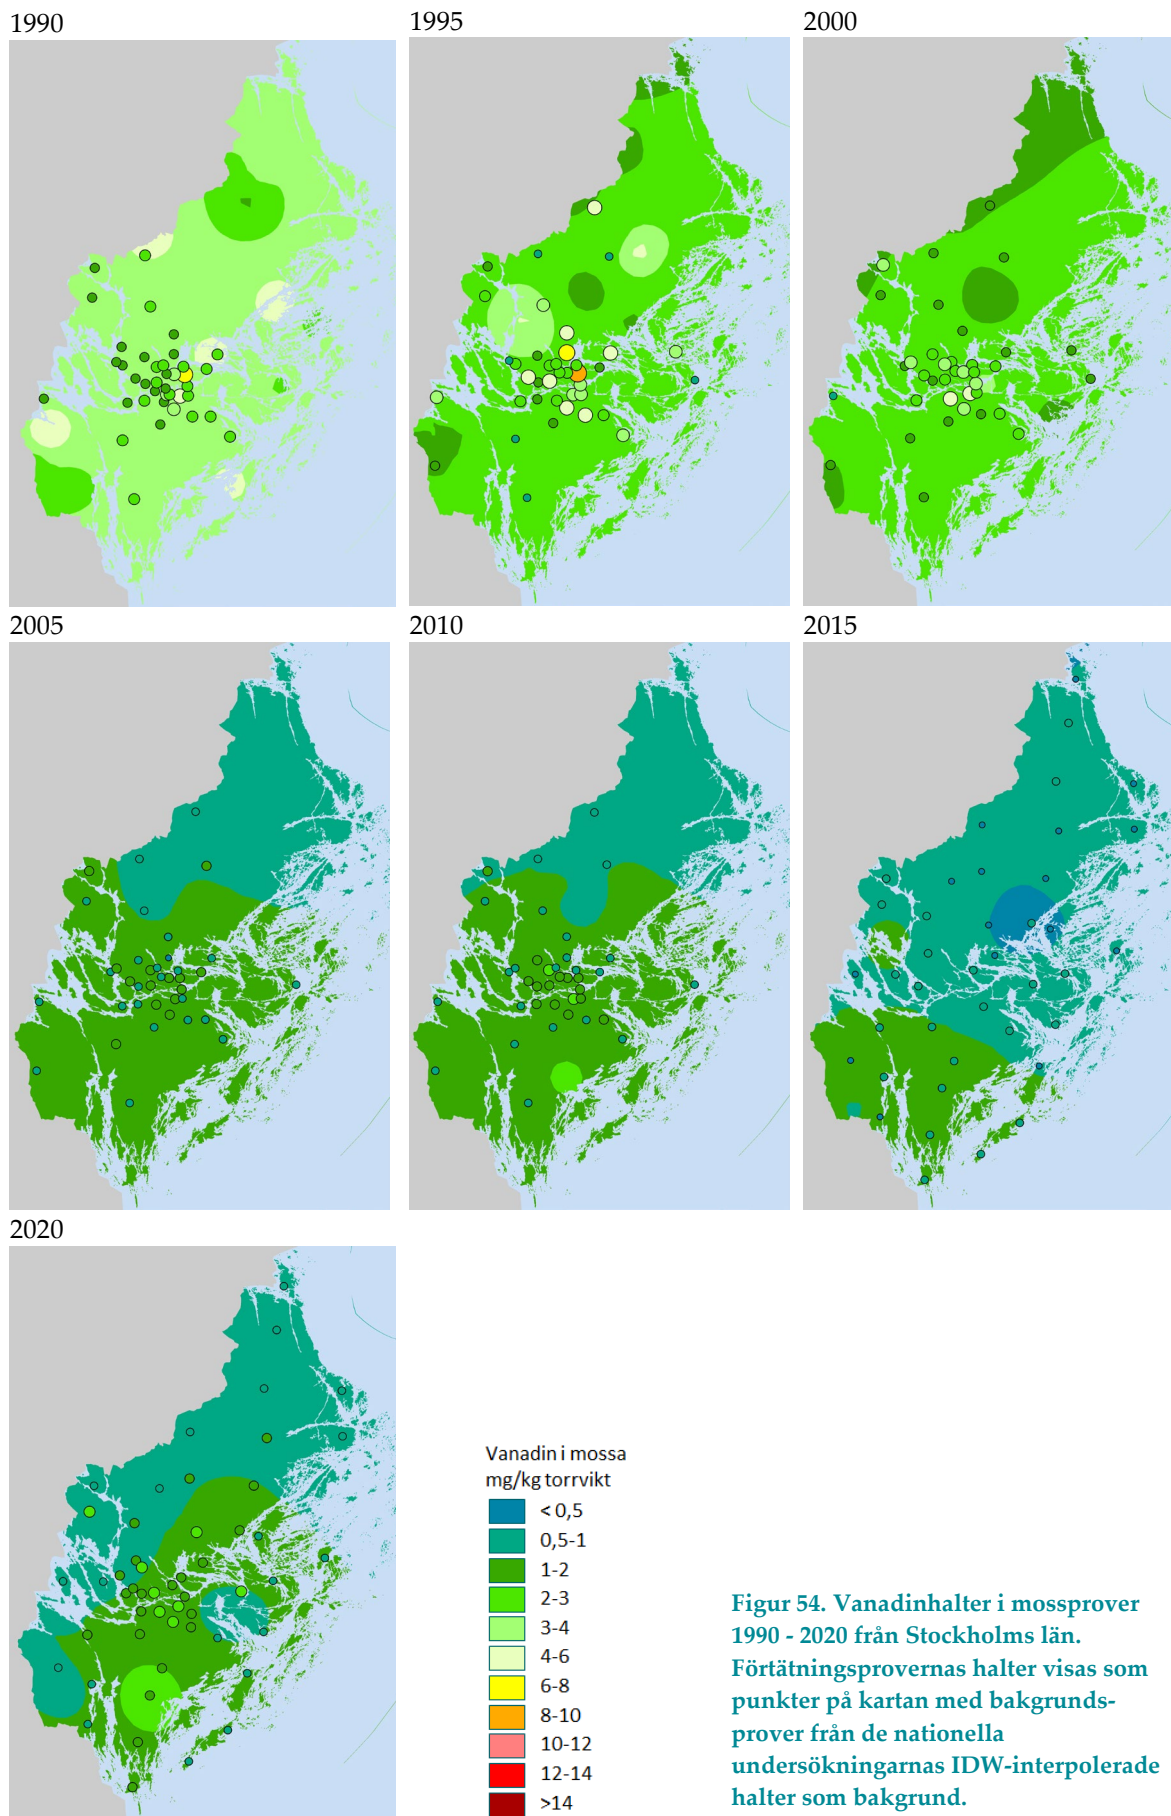 1990
1995
2000
2005
2010
2015
2020
Vanadin i mossa
mg/kg torrvikt
< 0,5
0,5-1
1-2
2-3
3-4
4-6
6-8
8-10
10-12
12-14
>14
Figur 54. Vanadinhalter i mossprover
1990 - 2020 från Stockholms län.
Förtätningsprovernas halter visas som
punkter på kartan med bakgrunds-
prover från de nationella
undersökningarnas IDW-interpolerade
halter som bakgrund.